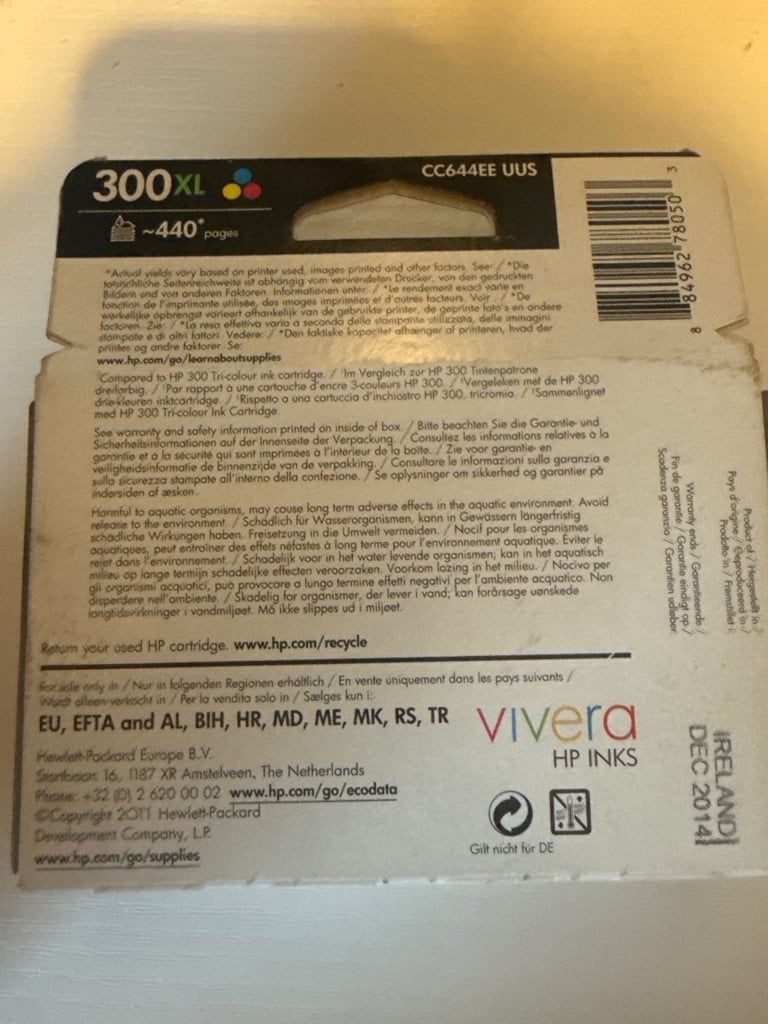 300XL
CC644EE UUS
~440* pages
8 84962 78050 3
*Actual yields vary based on printer used, images printed and other factors. See: / *Die
tatsächliche Seitenreichweite ist abhängig vom verwendeten Drucker, von den gedruckten
Bildern und von anderen Faktoren. Informationen unter: / *Le rendement exact varie en
fonction de l'imprimante utilisée, des images imprimées et d'autres facteurs. Voir : / *De
werkelijke opbrengst varieert afhankelijk van de gebruikte printer, de geprinte foto's en andere
factoren. Zie: / *La resa effettiva varia a seconda della stampante utilizzata, delle immagini
stampate e di altri fattori. Vedere: / *Den faktiske kapacitet afhænger af printeren, hvad der
printes og andre faktorer. Se:
www.hp.com/go/learnaboutsupplies
¹Compared to HP 300 Tri-colour ink cartridge. / ¹Im Vergleich zur HP 300 Tintenpatrone
dreifarbig. / ¹Par rapport à une cartouche d'encre 3-couleurs HP 300. / ¹Vergeleken met de HP 300
driekleuren inktcartridge. / ¹Rispetto a una cartuccia d'inchiostro HP 300, tricromia. / ¹Sammenlignet
med HP 300 Tri-colour Ink Cartridge.
See warranty and safety information printed on inside of box. / Bitte beachten Sie die Garantie- und
Sicherheitsinformationen auf der Innenseite der Verpackung. / Consultez les informations relatives à la
garantie et à la sécurité qui sont imprimées à l'intérieur de la boîte. / Zie voor garantie- en
veiligheidsinformatie de binnenzijde van de verpakking. / Consultare le informazioni sulla garanzia e
sulla sicurezza stampate all'interno della confezione. / Se oplysninger om sikkerhed og garantier på
indersiden af æsken.
Harmful to aquatic organisms, may cause long term adverse effects in the aquatic environment. Avoid
release to the environment. / Schädlich für Wasserorganismen, kann in Gewässern längerfristig
schädliche Wirkungen haben. Freisetzung in die Umwelt vermeiden. / Nocif pour les organismes
aquatiques, peut entraîner des effets néfastes à long terme pour l'environnement aquatique. Éviter le
rejet dans l'environnement. / Schadelijk voor in het water levende organismen; kan in het aquatisch
milieu op lange termijn schadelijke effecten veroorzaken. Voorkom lozing in het milieu. / Nocivo per
gli organismi acquatici, può provocare a lungo termine effetti negativi per l'ambiente acquatico. Non
disperdere nell'ambiente. / Skadelig for organismer, der lever i vand; kan forårsage uønskede
langtidsvirkninger i vandmiljøet. Må ikke slippes ud i miljøet.
Return your used HP cartridge. www.hp.com/recycle
For sale only in / Nur in folgenden Regionen erhältlich / En vente uniquement dans les pays suivants /
Wordt alleen verkocht in / Per la vendita solo in / Sælges kun i:
EU, EFTA and AL, BIH, HR, MD, ME, MK, RS, TR
Hewlett-Packard Europe B.V.
Startbaan 16, 1187 XR Amstelveen, The Netherlands
Phone: +32 (0) 2 620 00 02 www.hp.com/go/ecodata
©Copyright 2011 Hewlett-Packard
Development Company, L.P.
www.hp.com/go/supplies
vivera
HP INKS
Gilt nicht für DE
Product of / Hergestellt in /
Pays d'origine / Geproduceerd in /
Prodotto in / Fremstillet i:
Warranty ends / Garantieende /
Fin de garantie / Garantie eindigt op /
Scadenza garanzia / Garantien udløber:
IRELAND
DEC 2014